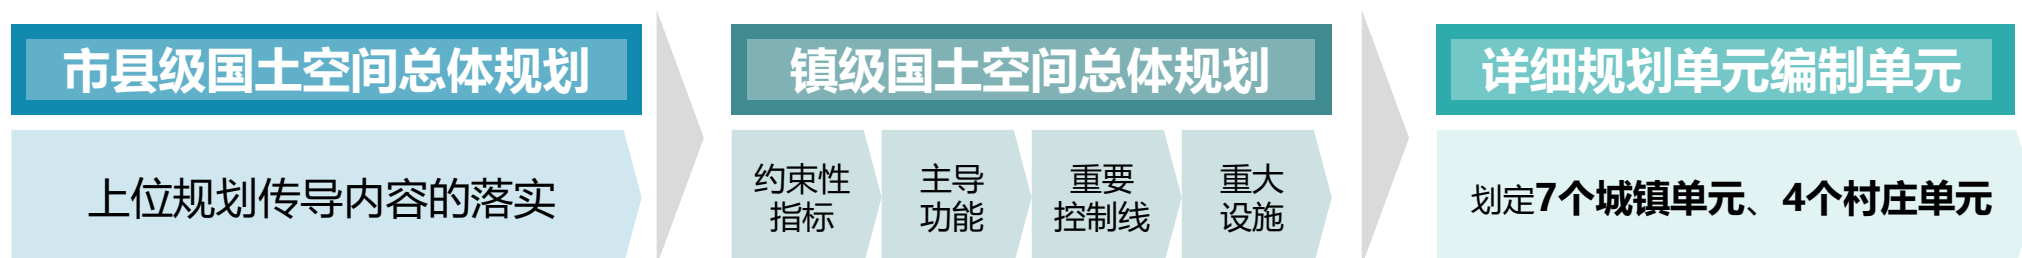 市县级国土空间总体规划
上位规划传导内容的落实
镇级国土空间总体规划
约束性
指标
主导
功能
重要
控制线
重大
设施
详细规划单元编制单元
划定7个城镇单元、4个村庄单元